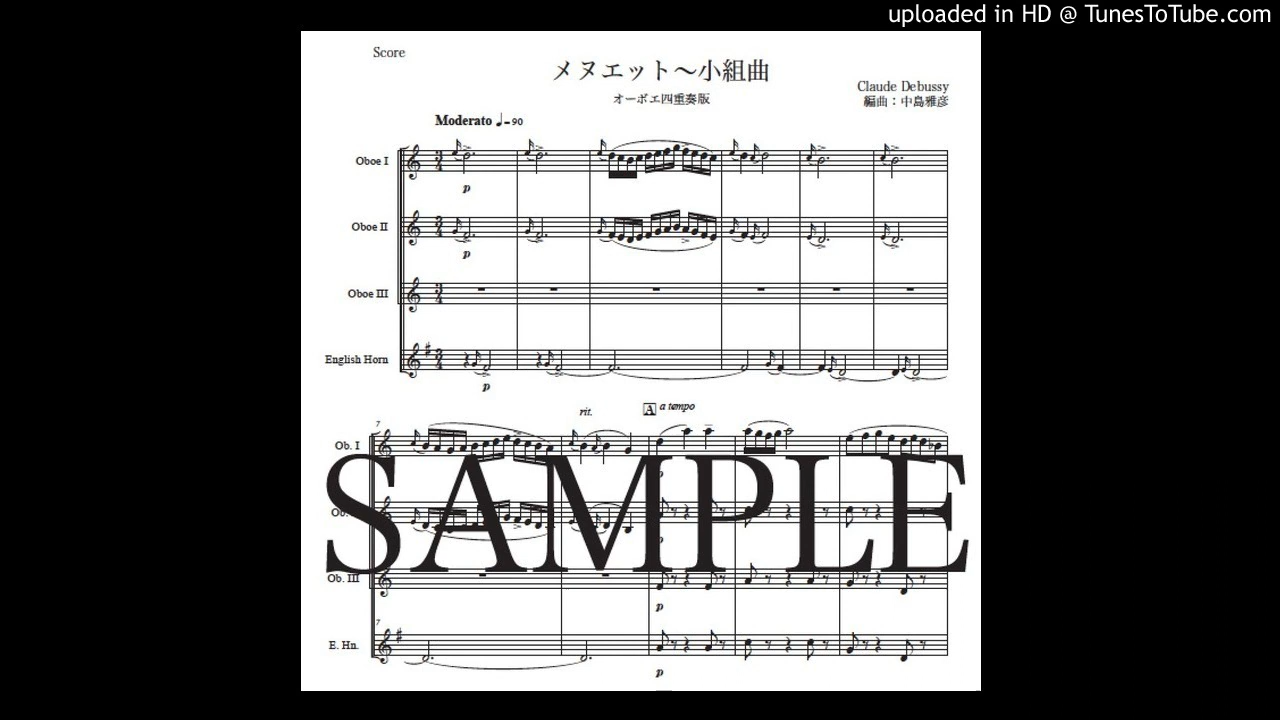 uploaded in HD @ TunesToTube.com
Score
メヌエット〜小組曲
オーボエ四重奏版
Claude Debussy
編曲：中島雅彦
Moderato ♩=90
Oboe I
p
Oboe II
p
Oboe III
English Horn
p
7
rit.
A a tempo
Ob. I
SAMPLE
Ob. III
p
7
E. Hn.
p